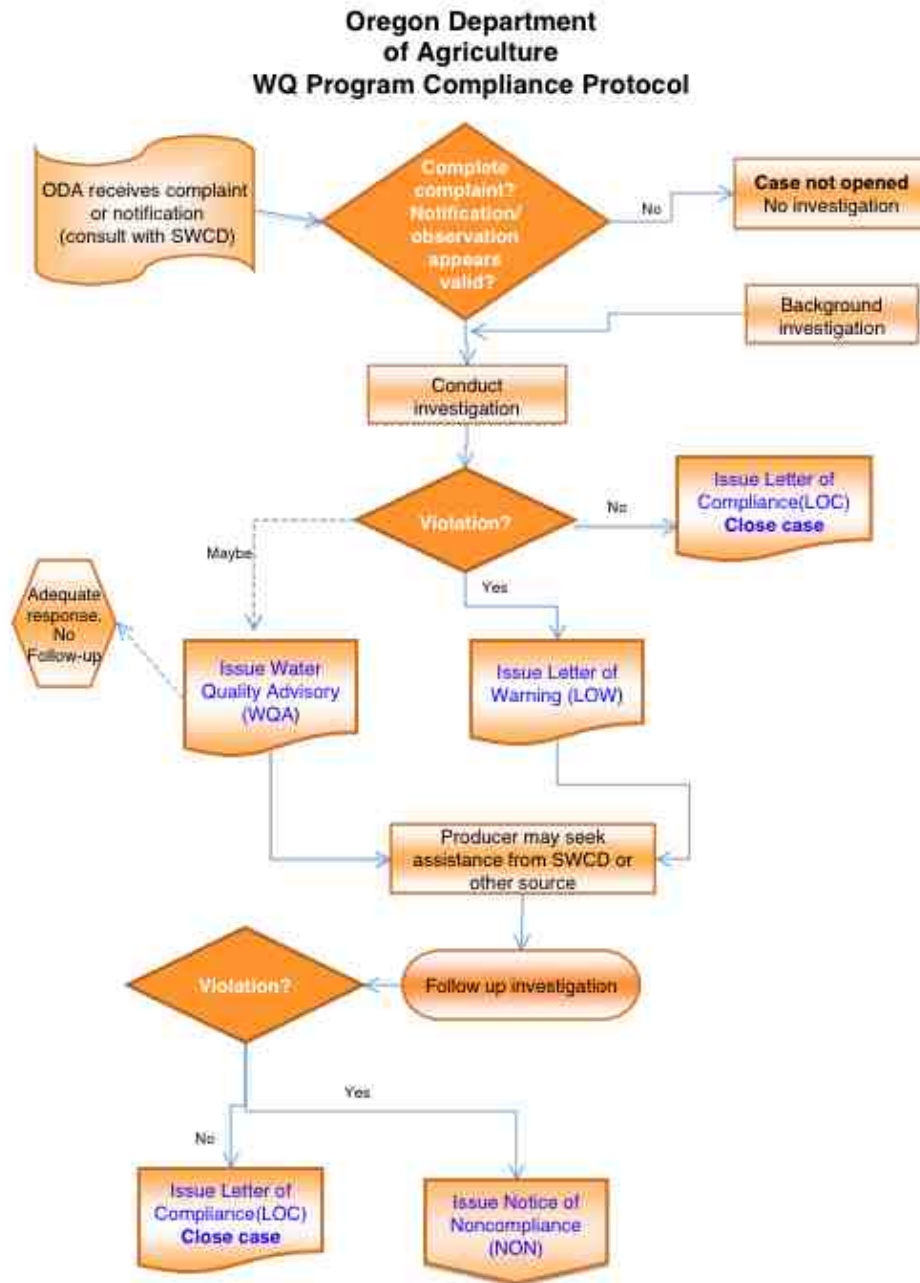 Oregon Department
of Agriculture
WQ Program Compliance Protocol
ODA receives complaint
or notification
(consult with SWCD)
Complete
complaint?
Notification/
observation
appears
valid?
No
Case not opened
No investigation
Background
investigation
Conduct
investigation
Violation?
No
Issue Letter of
Compliance(LOC)
Close case
Maybe
Yes
Adequate
response,
No
Follow-up
Issue Water
Quality Advisory
(WQA)
Issue Letter of
Warning (LOW)
Producer may seek
assistance from SWCD or
other source
Follow up investigation
Violation?
Yes
No
Issue Letter of
Compliance(LOC)
Close case
Issue Notice of
Noncompliance
(NON)